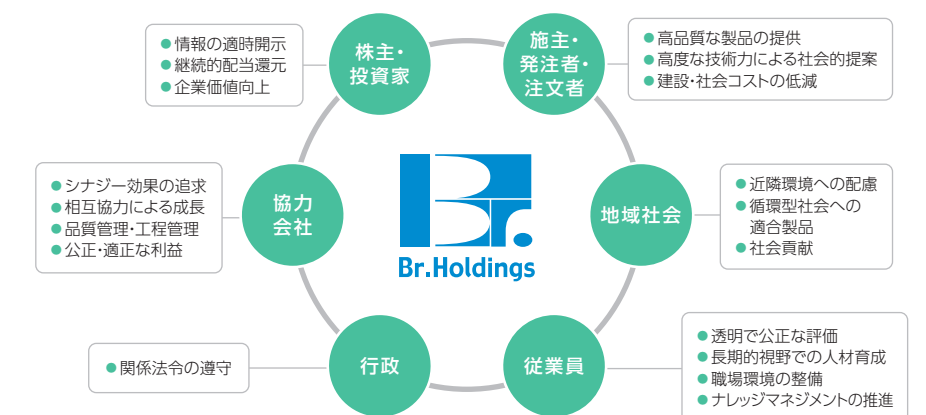 株主・
投資家
●情報の適時開示
●継続的配当還元
●企業価値向上
施主・
発注者・
注文者
●高品質な製品の提供
●高度な技術力による社会的提案
●建設・社会コストの低減
協力
会社
●シナジー効果の追求
●相互協力による成長
●品質管理・工程管理
●公正・適正な利益
Br.
Br.Holdings
地域社会
●近隣環境への配慮
●循環型社会への
適合製品
●社会貢献
行政
●関係法令の遵守
従業員
●透明で公正な評価
●長期的視野での人材育成
●職場環境の整備
●ナレッジマネジメントの推進